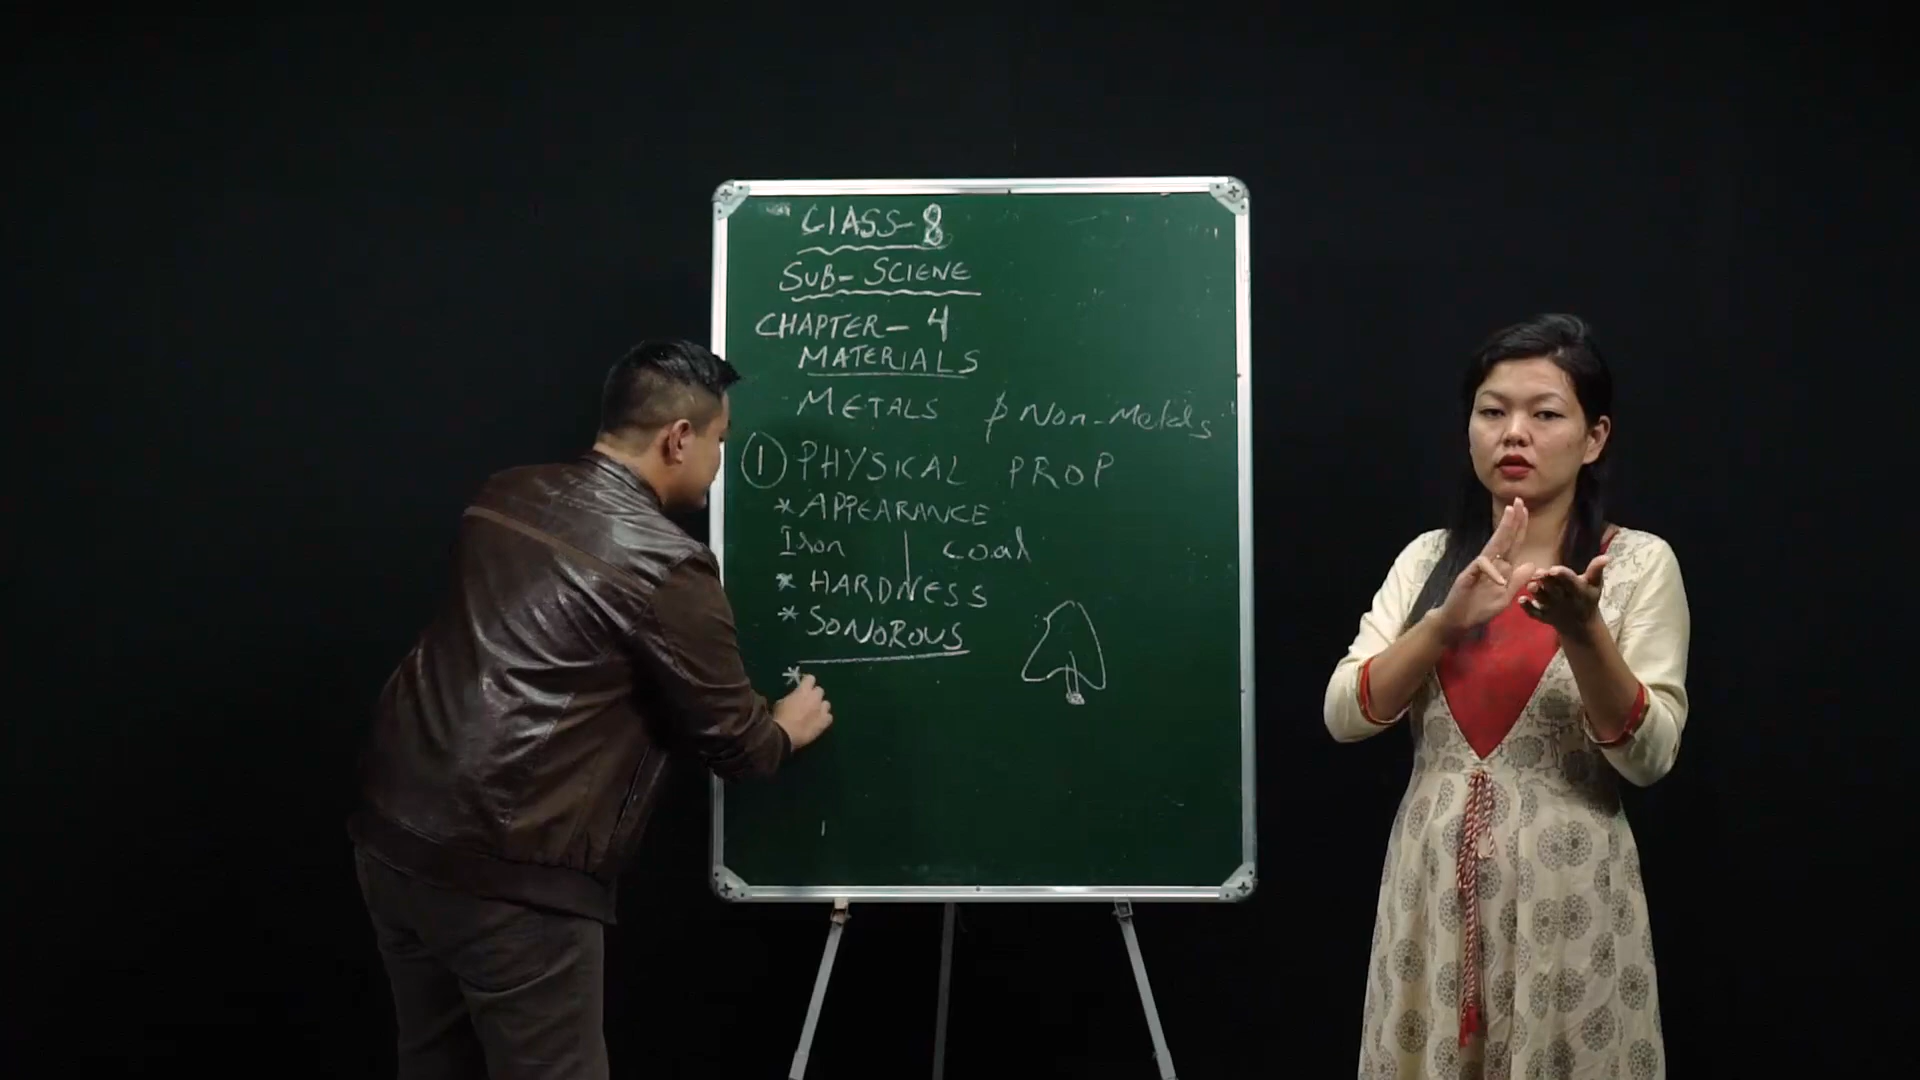 CLASS-8
SUB-SCIENE
CHAPTER-4
MATERIALS
METALS & Non-Metals
① PHYSICAL PROP
* APPEARANCE
Iron | coal
* HARDNESS
* SONOROUS
*